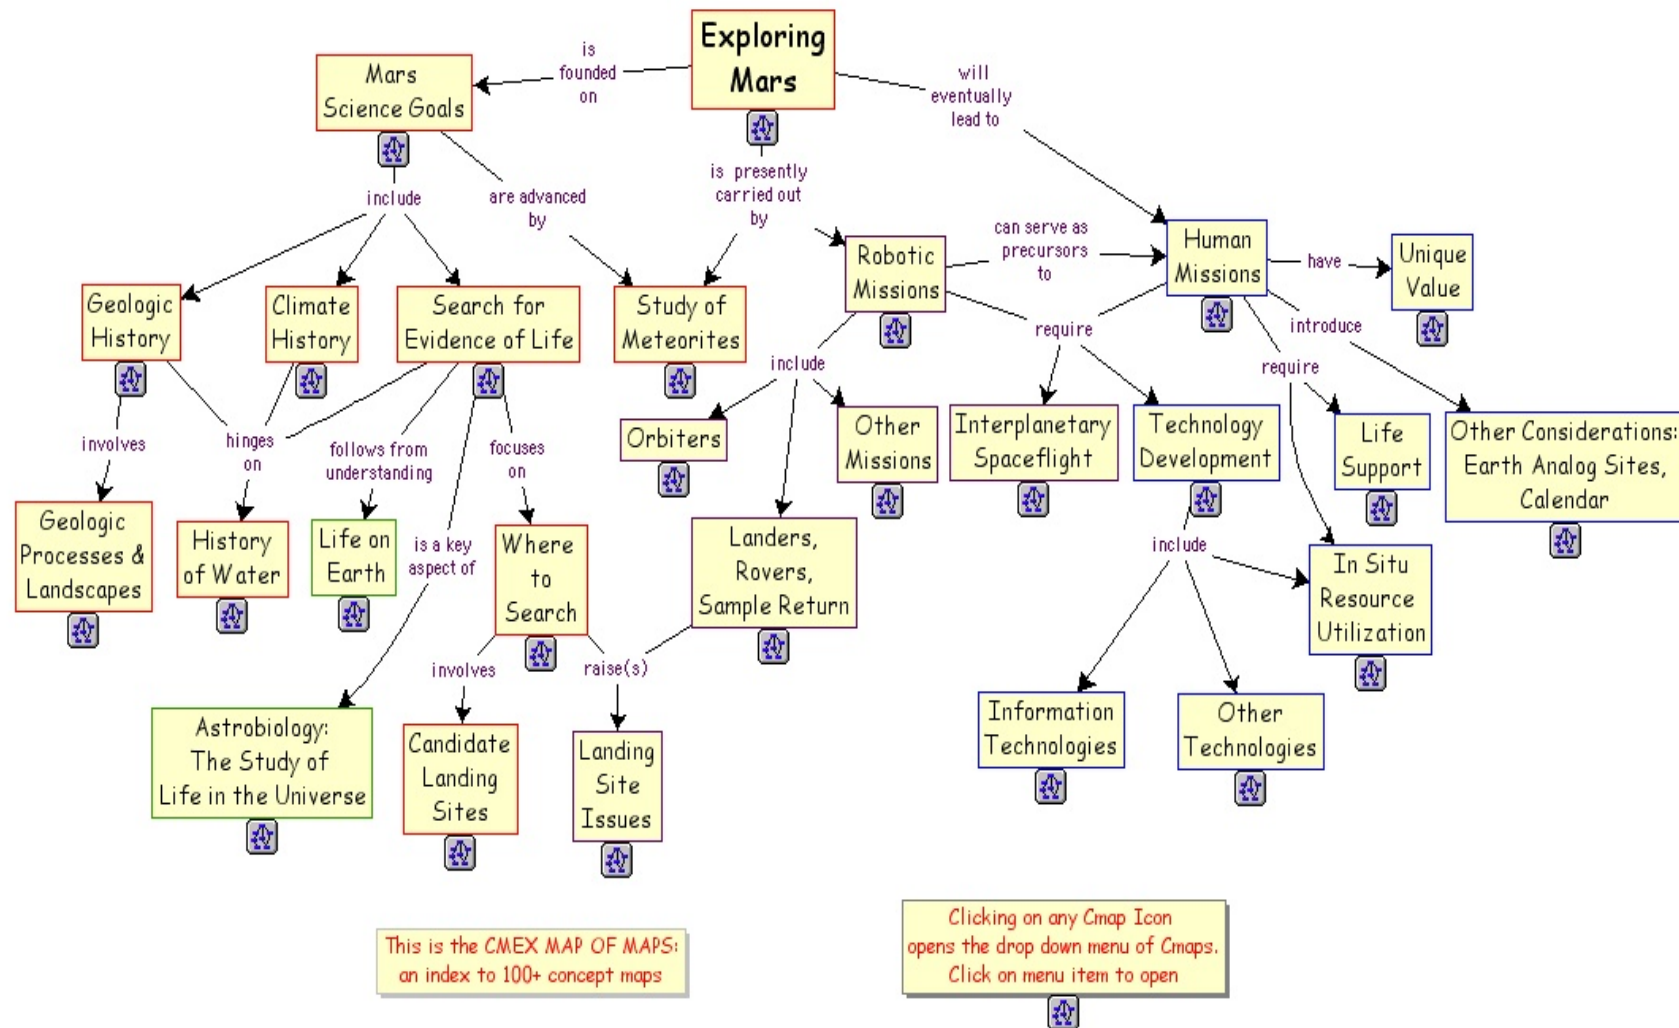 Exploring
Mars
is
founded
on
Mars
Science Goals
will
eventually
lead to
include
are advanced
by
is presently
carried out
by
Geologic
History
Climate
History
Search for
Evidence of Life
Study of
Meteorites
Robotic
Missions
can serve as
precursors
to
Human
Missions
have
Unique
Value
require
introduce
require
include
involves
hinges
on
follows from
understanding
focuses
on
Orbiters
Other
Missions
Interplanetary
Spaceflight
Technology
Development
Life
Support
Other Considerations:
Earth Analog Sites,
Calendar
Geologic
Processes &
Landscapes
History
of Water
Life on
Earth
is a key
aspect of
Where
to
Search
Landers,
Rovers,
Sample Return
include
In Situ
Resource
Utilization
involves
raise(s)
Astrobiology:
The Study of
Life in the Universe
Candidate
Landing
Sites
Landing
Site
Issues
Information
Technologies
Other
Technologies
This is the CMEX MAP OF MAPS:
an index to 100+ concept maps
Clicking on any Cmap Icon
opens the drop down menu of Cmaps.
Click on menu item to open